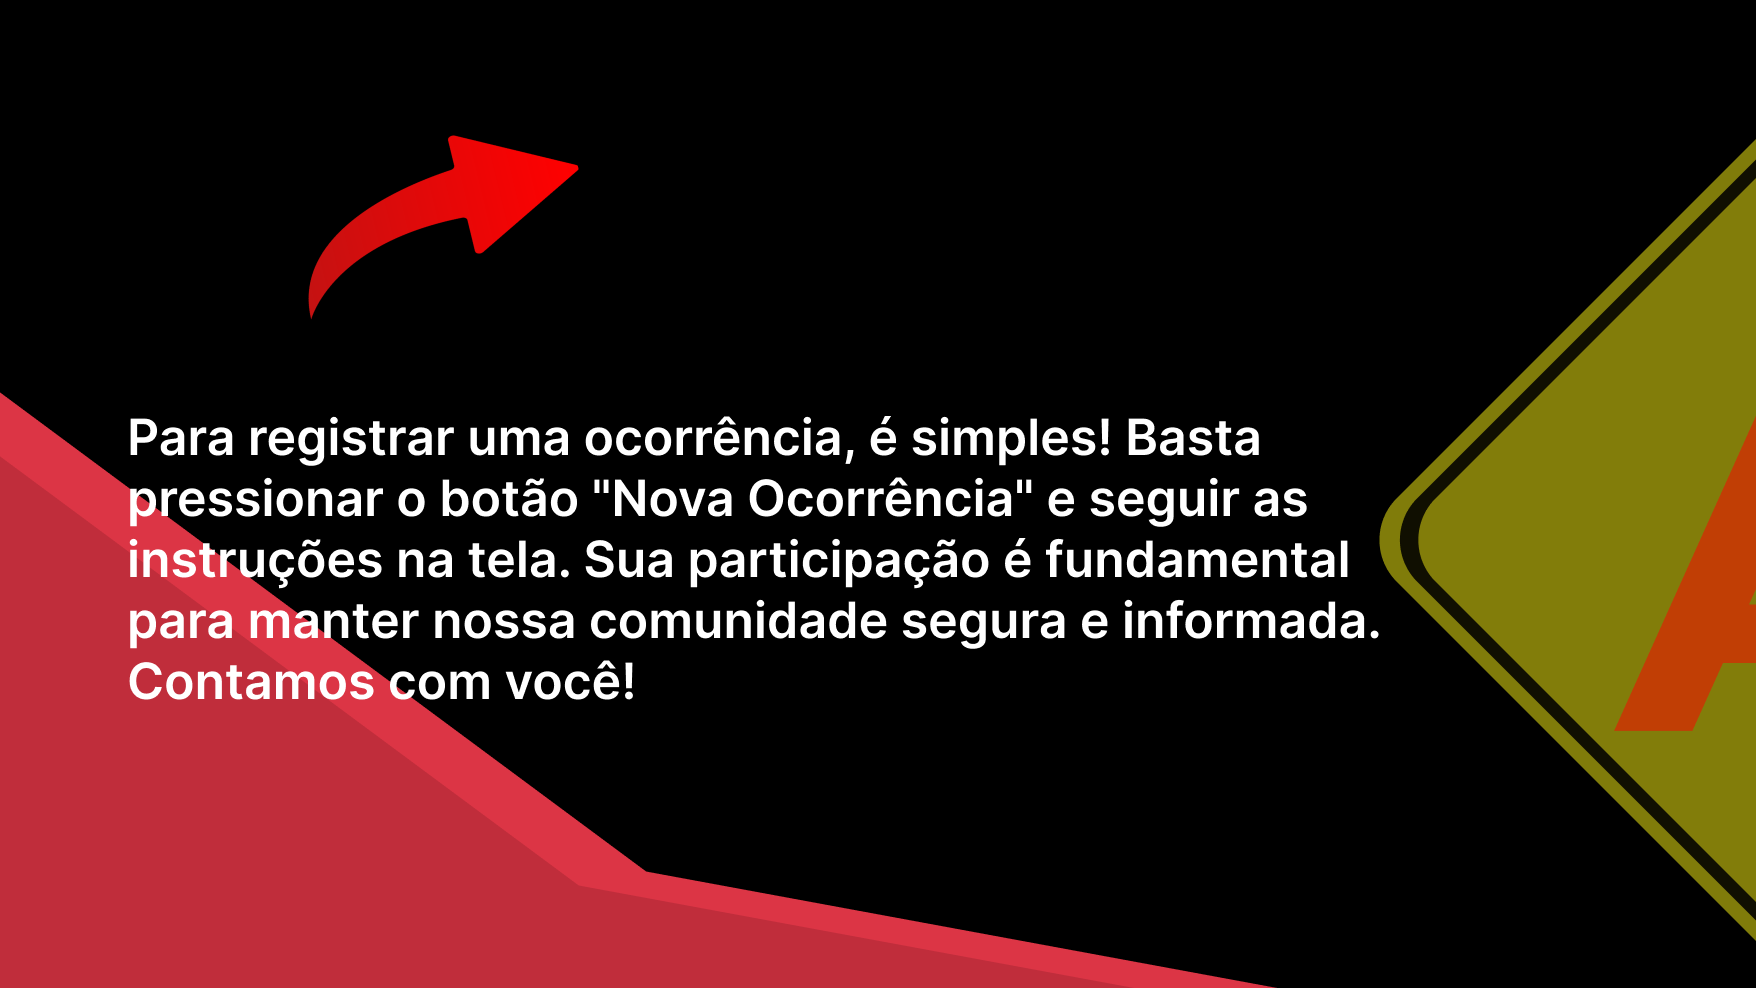 Para registrar uma ocorrência, é simples! Basta
pressionar o botão "Nova Ocorrência" e seguir as
instruções na tela. Sua participação é fundamental
para manter nossa comunidade segura e informada.
Contamos com você!
A